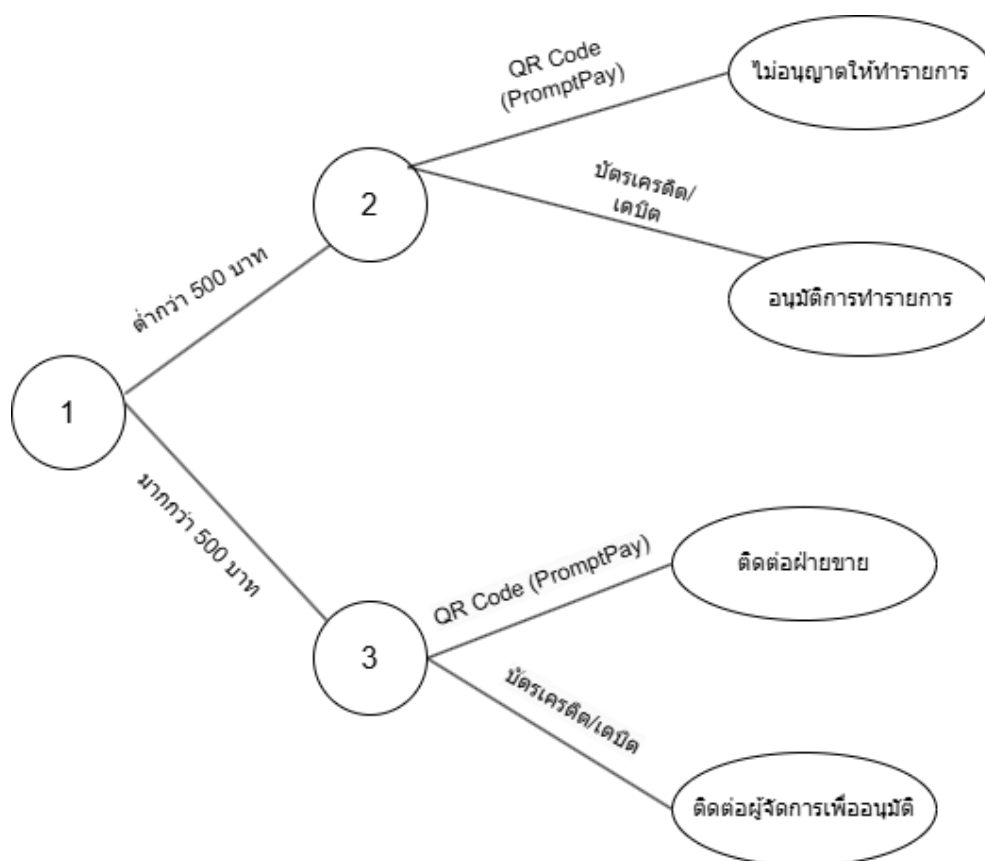 QR Code
(PromptPay)
ไม่อนุญาตให้ทำรายการ
2
บัตรเครดิต/
เดบิต
อนุมัติการทำรายการ
ต่ำกว่า 500 บาท
1
มากกว่า 500 บาท
QR Code (PromptPay)
ติดต่อฝ่ายขาย
3
บัตรเครดิต/เดบิต
ติดต่อผู้จัดการเพื่ออนุมัติ